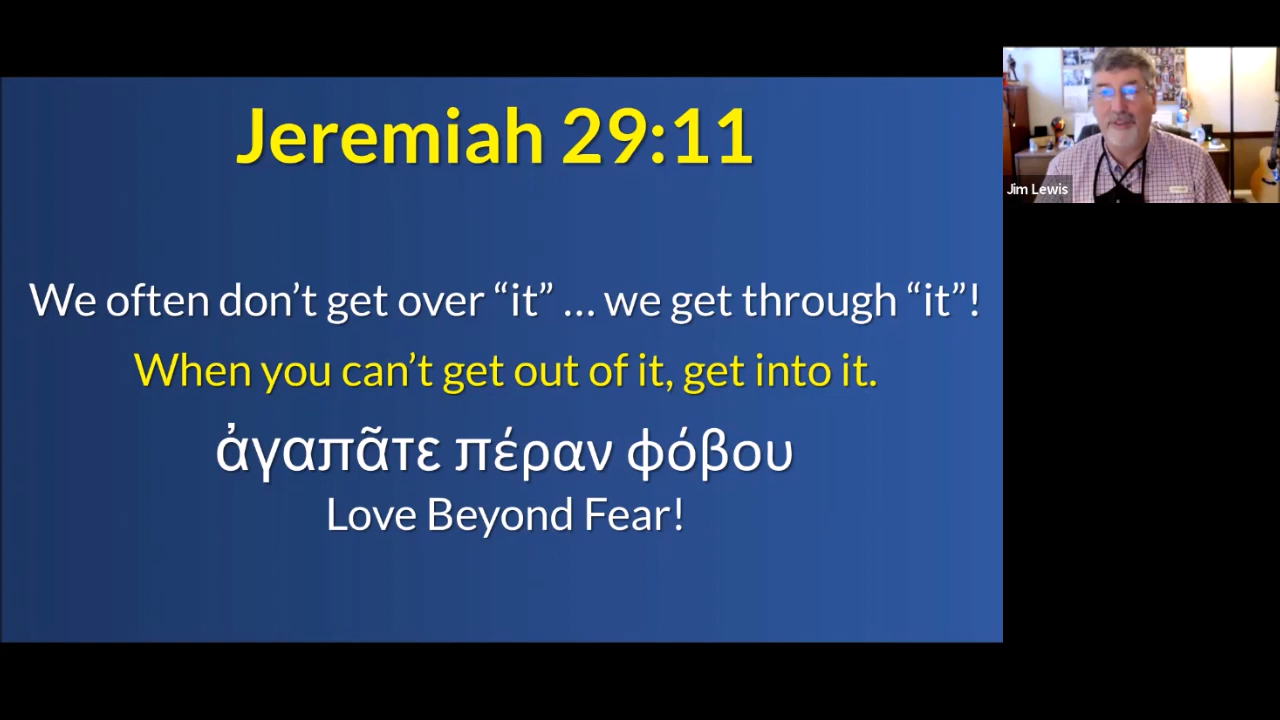 Jeremiah 29:11
We often don’t get over “it” ... we get through “it”!
When you can’t get out of it, get into it.
ἀγαπᾶτε πέραν φόβου
Love Beyond Fear!
Jim Lewis